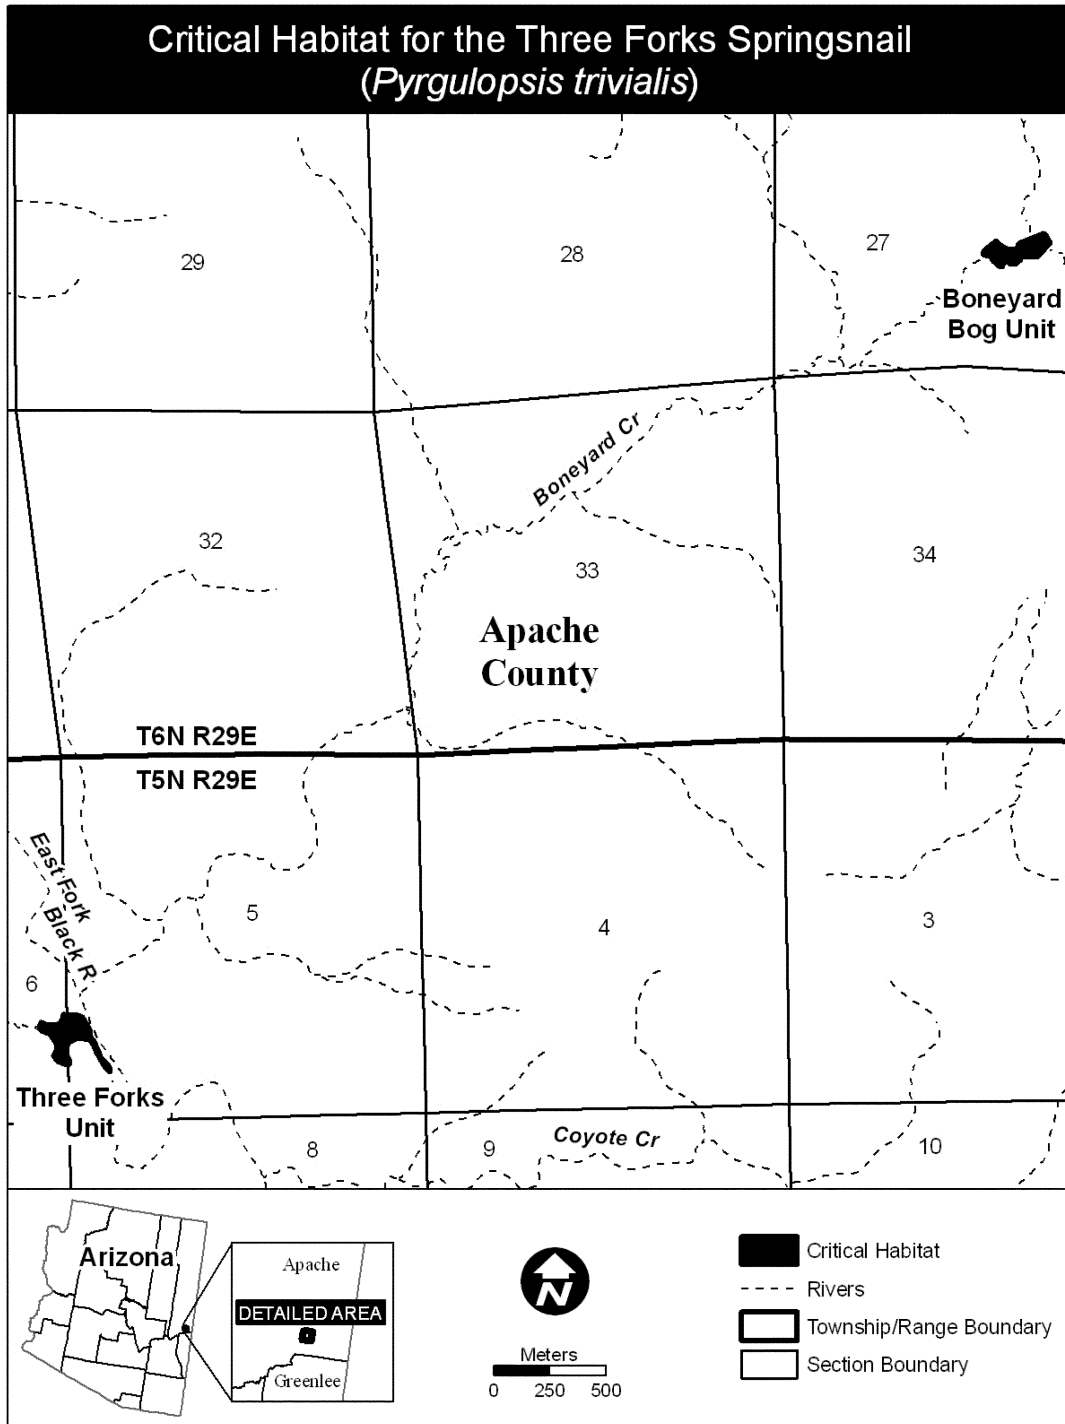 Critical Habitat for the Three Forks Springsnail
(Pyrgulopsis trivialis)
29
28
27
Boneyard
Bog Unit
Boneyard Cr
32
33
34
Apache
County
T6N R29E
T5N R29E
East Fork
Black R.
5
4
3
6
Three Forks
Unit
8
9
Coyote Cr
10
Arizona
Apache
DETAILED AREA
Greenlee
N
Meters
0 250 500
Critical Habitat
Rivers
Township/Range Boundary
Section Boundary